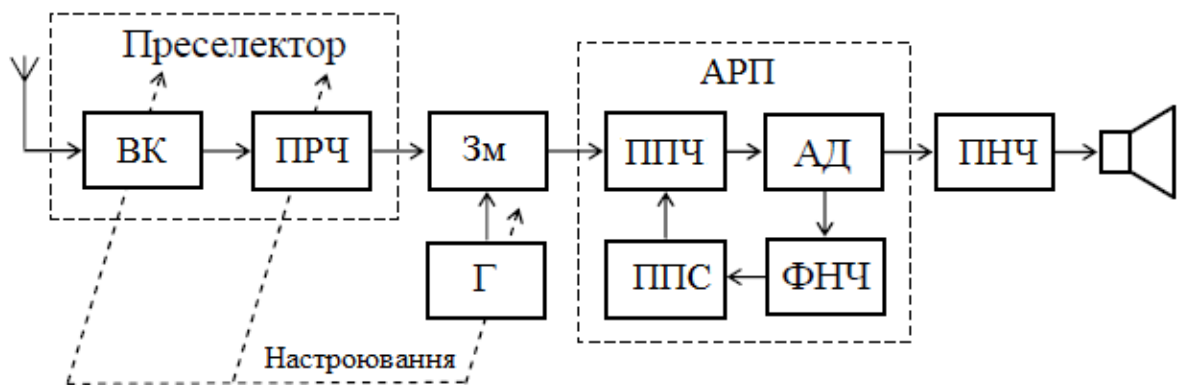 Преселектор
АРП
ВК
ПРЧ
Зм
ППЧ
АД
ПНЧ
Г
ППС
ФНЧ
Настроювання